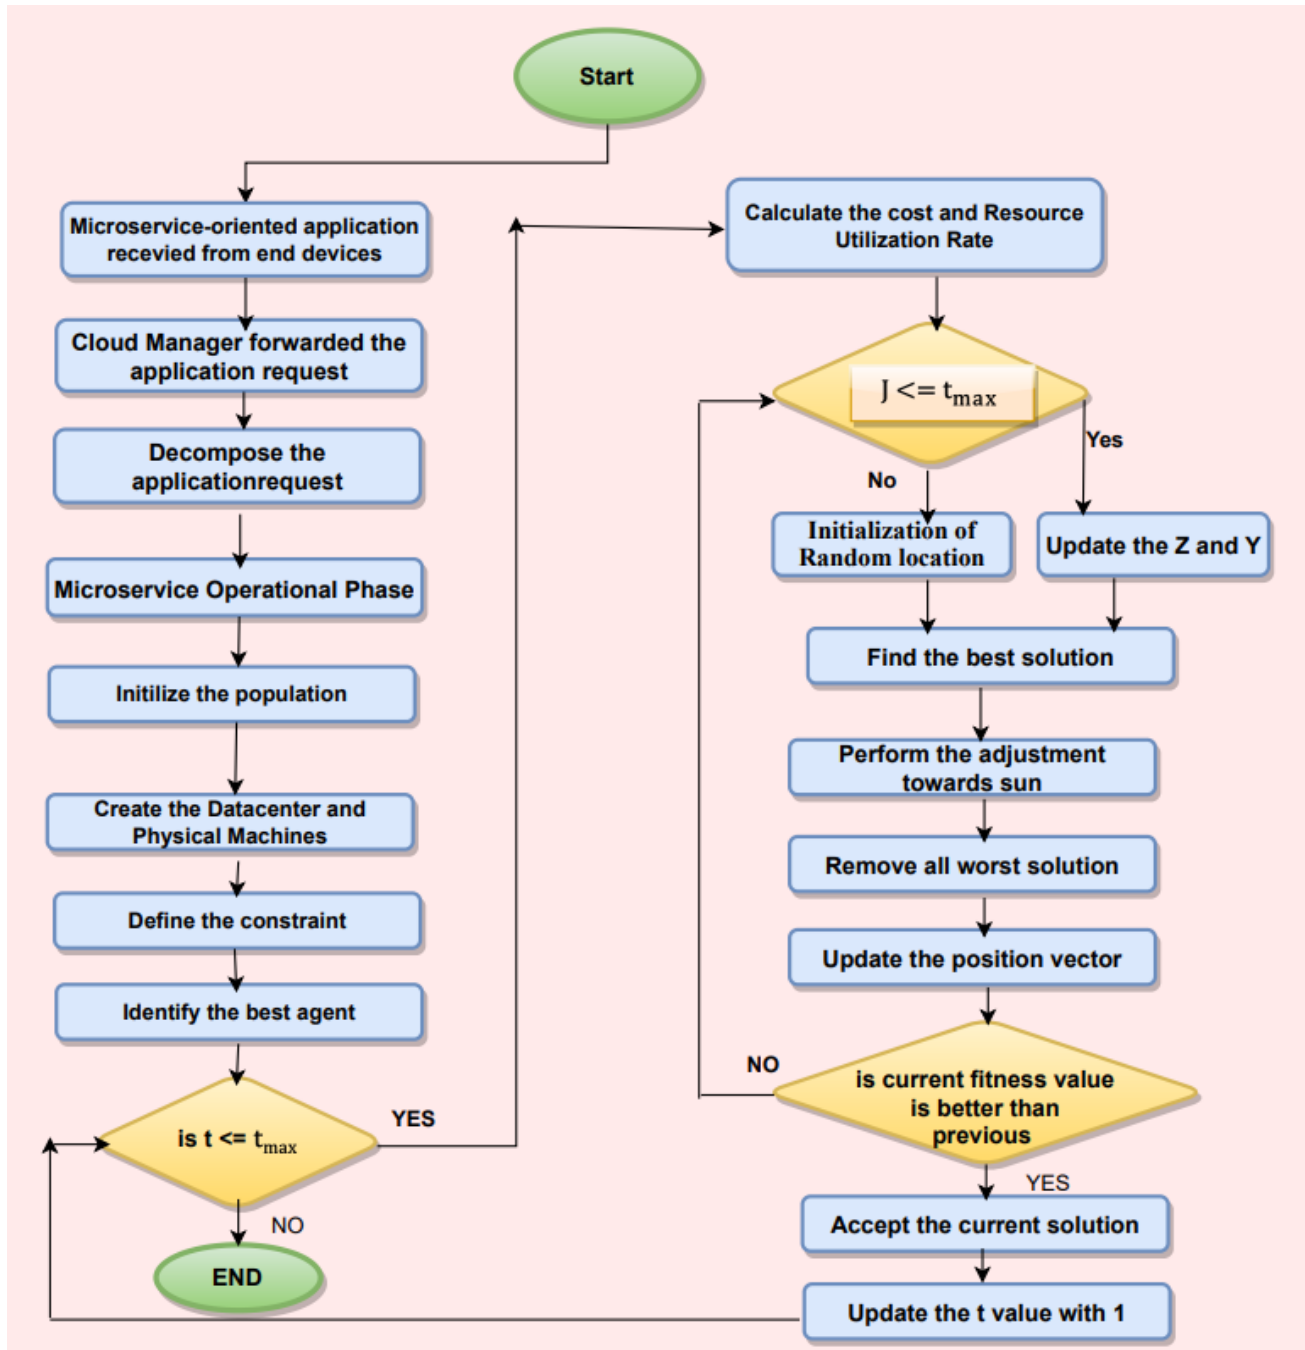 Start
Microservice-oriented application
recevied from end devices
Cloud Manager forwarded the
application request
Decompose the
applicationrequest
Microservice Operational Phase
Initilize the population
Create the Datacenter and
Physical Machines
Define the constraint
Identify the best agent
is t <= tmax
YES
NO
END
Calculate the cost and Resource
Utilization Rate
J <= tmax
Yes
No
Initialization of
Random location
Update the Z and Y
Find the best solution
Perform the adjustment
towards sun
Remove all worst solution
Update the position vector
NO
is current fitness value
is better than
previous
YES
Accept the current solution
Update the t value with 1